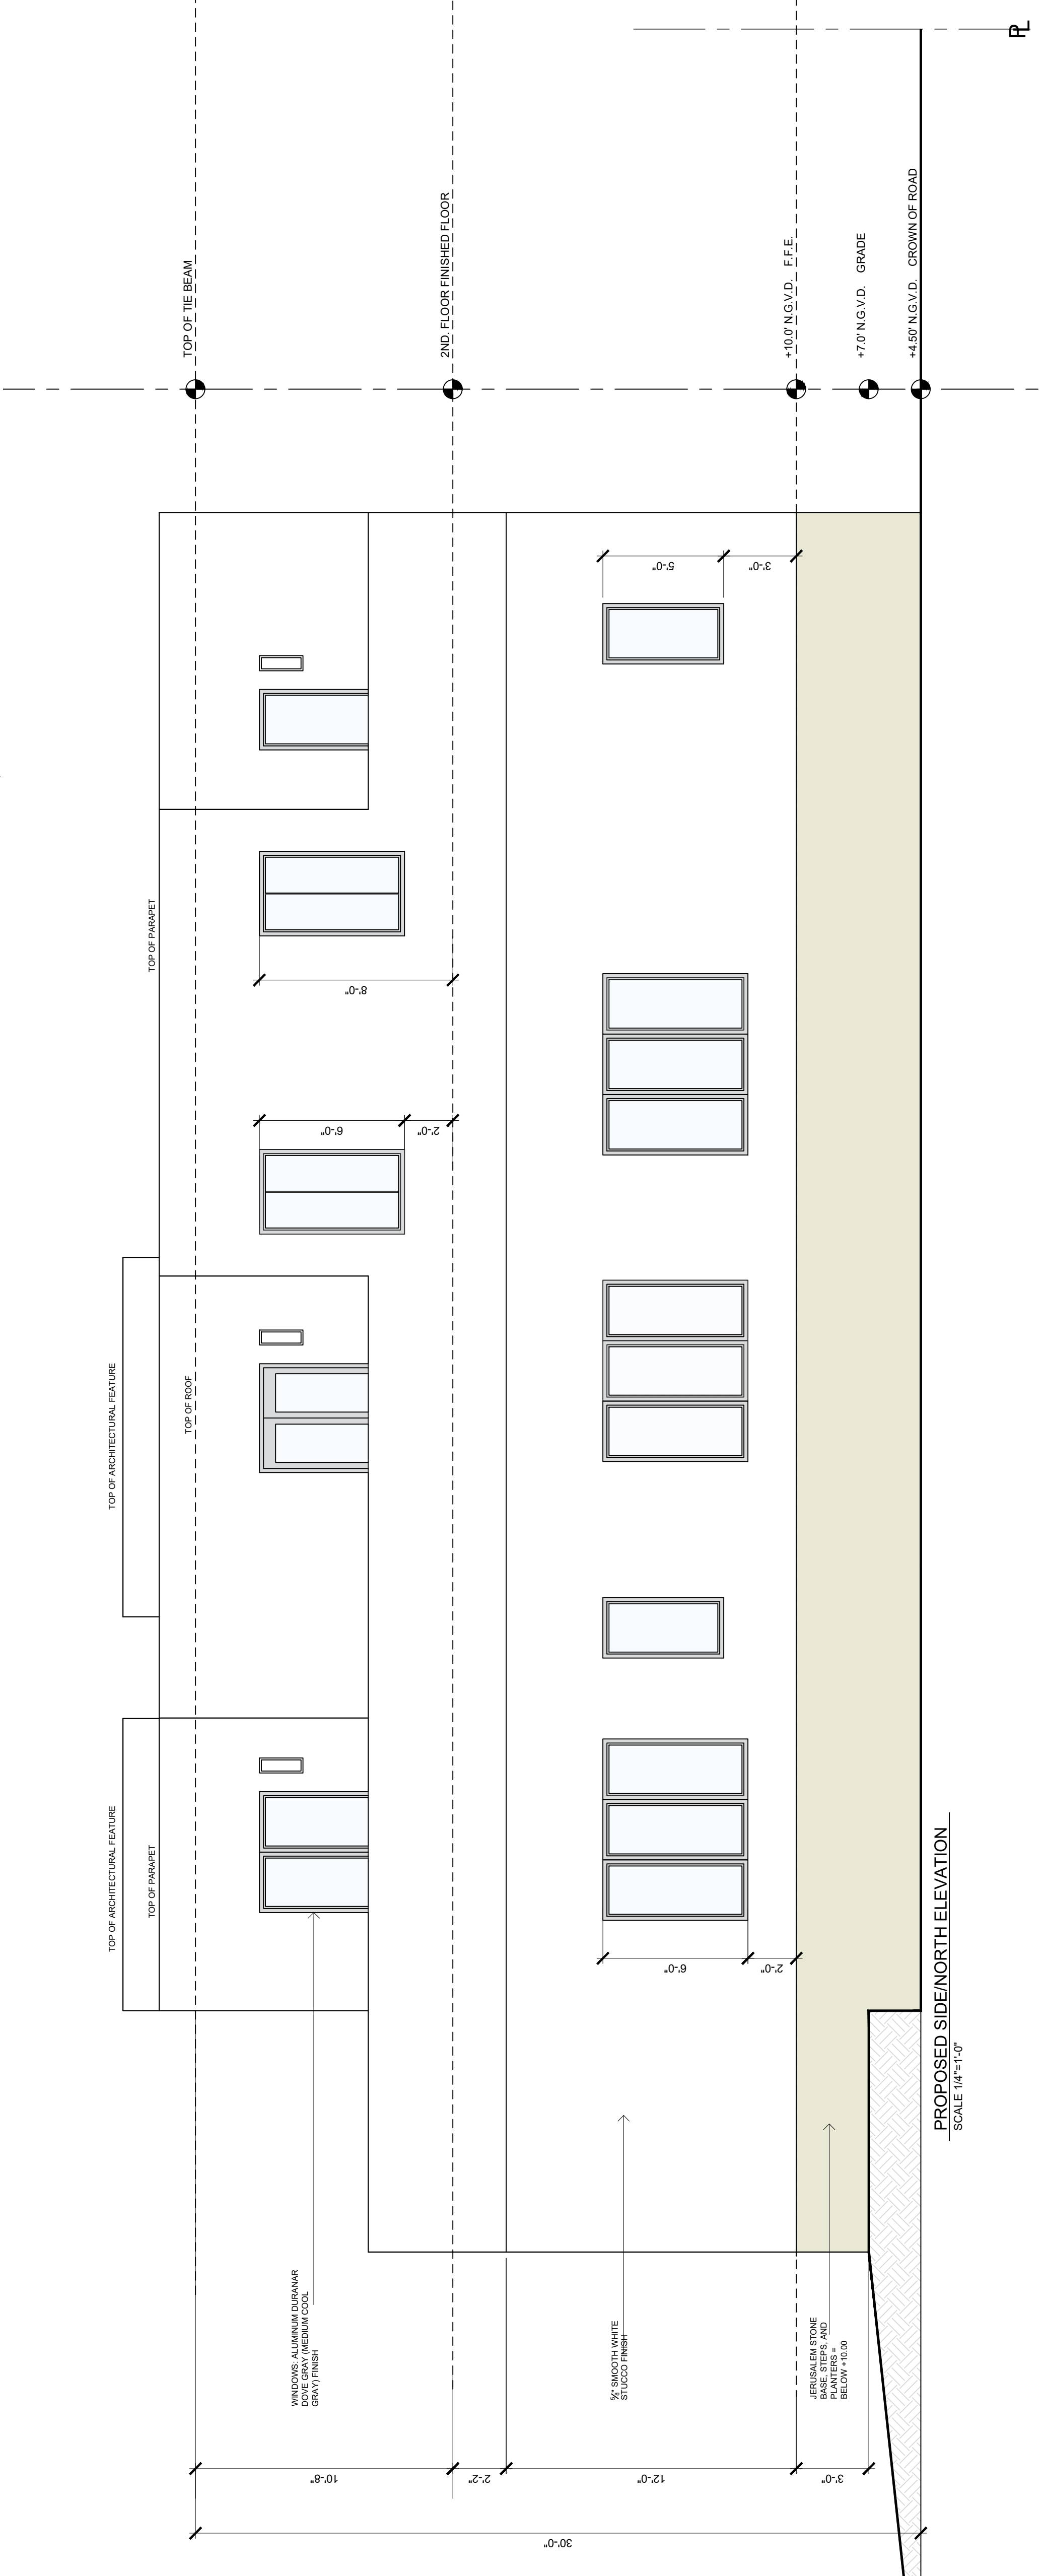 TOP OF ARCHITECTURAL FEATURE
TOP OF ARCHITECTURAL FEATURE
TOP OF PARAPET
TOP OF PARAPET
TOP OF ROOF
TOP OF TIE BEAM
2ND. FLOOR FINISHED FLOOR
+10.0' N.G.V.D. F.F.E.
+7.0' N.G.V.D. GRADE
+4.50' N.G.V.D. CROWN OF ROAD
PL
WINDOWS: ALUMINUM DURANAR
DOVE GRAY (MEDIUM COOL
GRAY) FINISH
⅝" SMOOTH WHITE
STUCCO FINISH
JERUSALEM STONE
BASE, STEPS, AND
PLANTERS =
BELOW +10.00
30'-0"
10'-8"
2'-2"
12'-0"
3'-0"
6'-0"
2'-0"
6'-0"
2'-0"
8'-0"
5'-0"
3'-0"
PROPOSED SIDE/NORTH ELEVATION
SCALE 1/4"=1'-0"